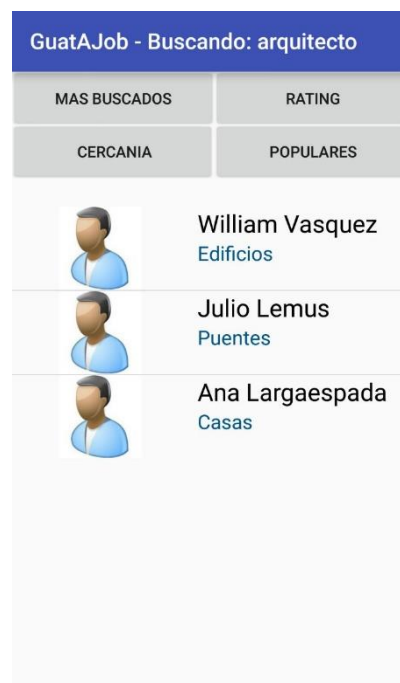 GuatAJob - Buscando: arquitecto
MAS BUSCADOS
RATING
CERCANIA
POPULARES
William Vasquez
Edificios
Julio Lemus
Puentes
Ana Largaespada
Casas